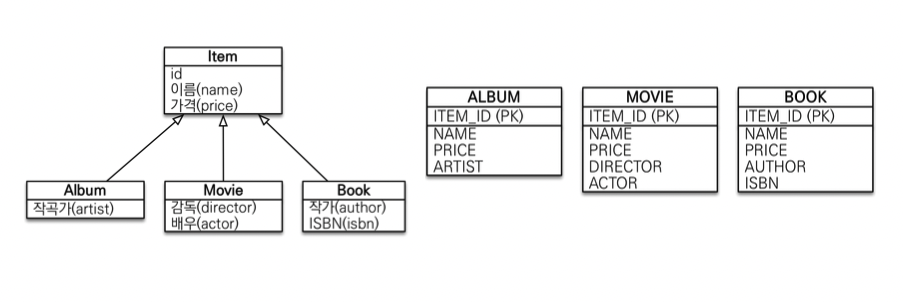 Item
id
이름(name)
가격(price)
Album
작곡가(artist)
Movie
감독(director)
배우(actor)
Book
작가(author)
ISBN(isbn)
ALBUM
ITEM_ID (PK)
NAME
PRICE
ARTIST
MOVIE
ITEM_ID (PK)
NAME
PRICE
DIRECTOR
ACTOR
BOOK
ITEM_ID (PK)
NAME
PRICE
AUTHOR
ISBN